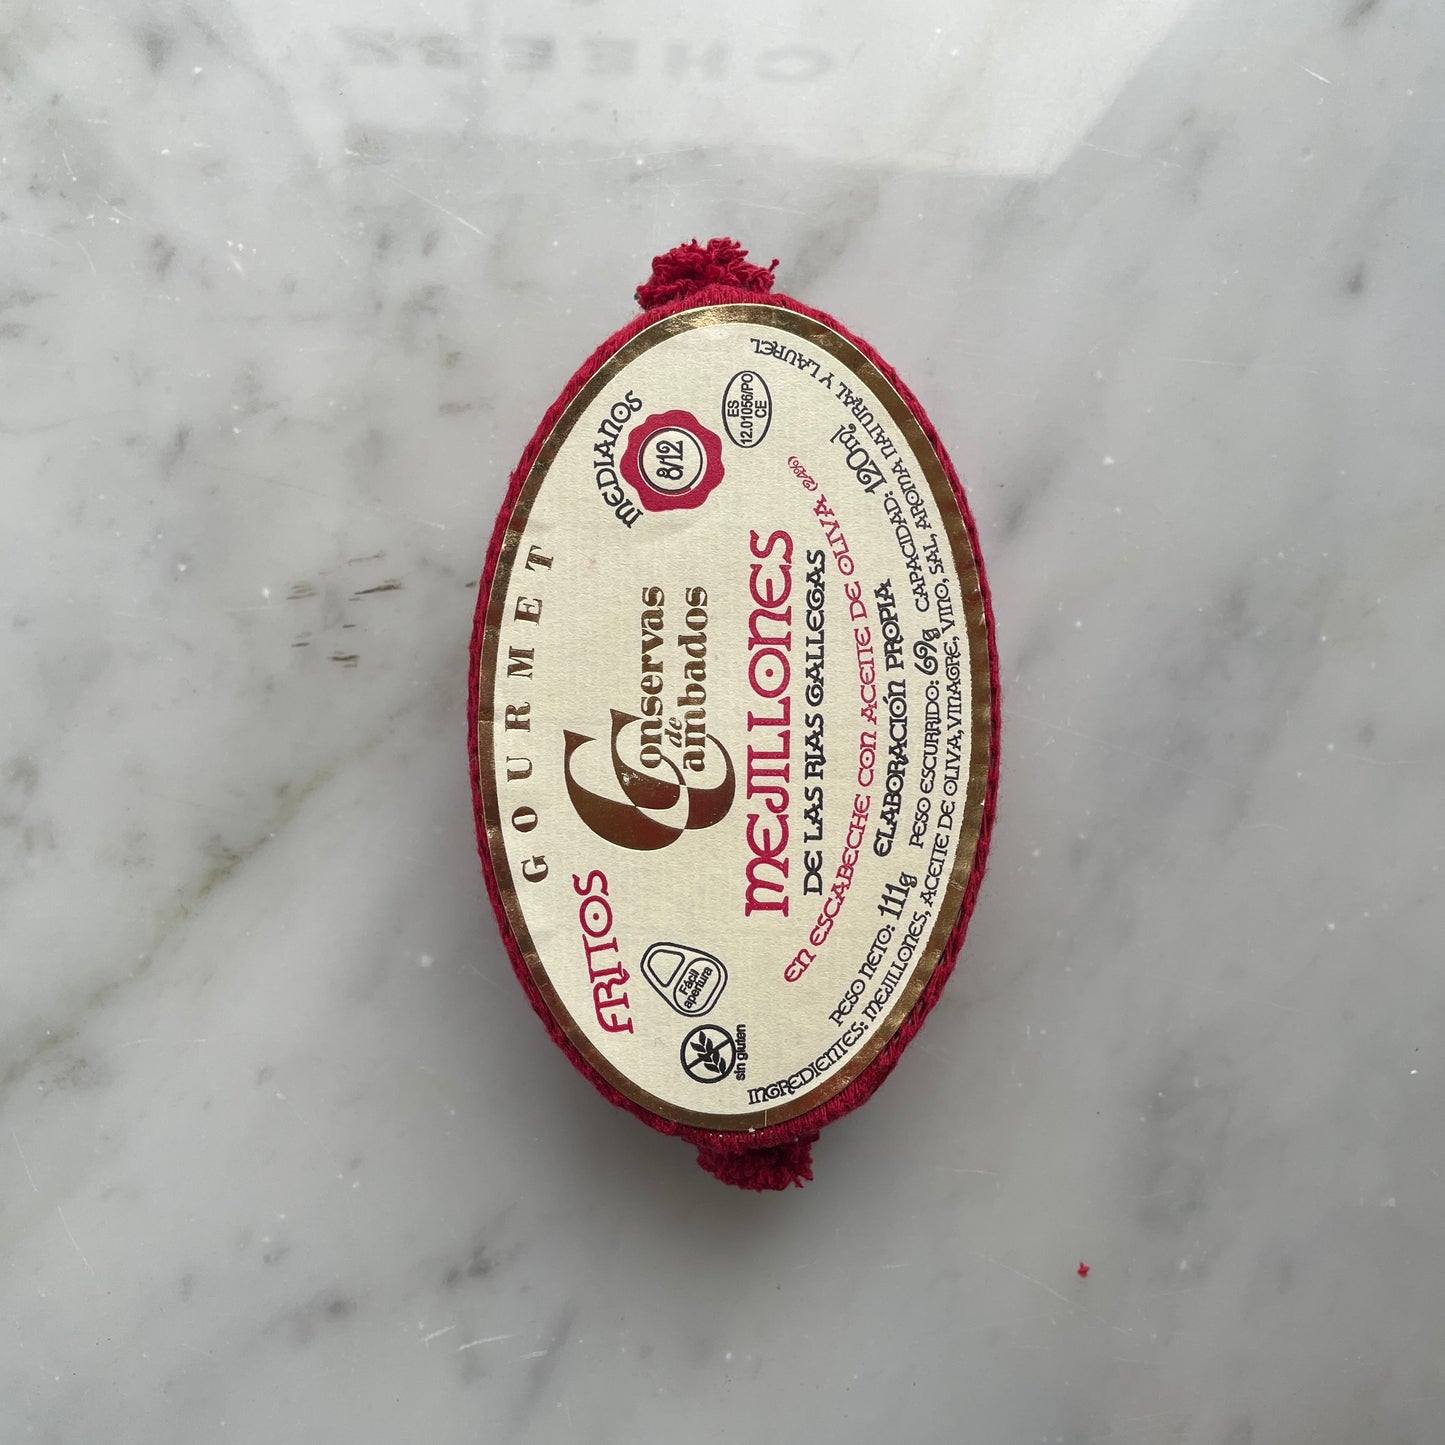 GOURMET
FRITOS
MEDIANOS
8/12
Conservas
de
Cambados
Fácil
apertura
sin gluten
ES
12.01056/PO
CE
MEJILLONES
DE LAS RIAS GALLEGAS
EN ESCABECHE CON ACEITE DE OLIVA (24%)
ELABORACIÓN PROPIA
PESO NETO: 111g PESO ESCURRIDO: 69g CAPACIDAD: 120ml
INGREDIENTES: MEJILLONES, ACEITE DE OLIVA, VINAGRE, VINO, SAL, AROMA NATURAL Y LAUREL